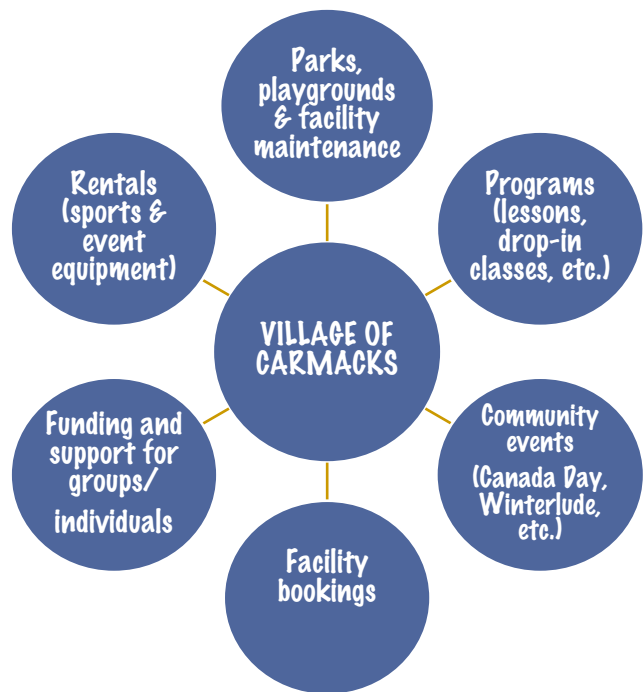 Parks,
playgrounds
& facility
maintenance
Rentals
(sports &
event
equipment)
Programs
(lessons,
drop-in
classes, etc.)
VILLAGE OF
CARMACKS
Funding and
support for
groups/
individuals
Community
events
(Canada Day,
Winterlude,
etc.)
Facility
bookings